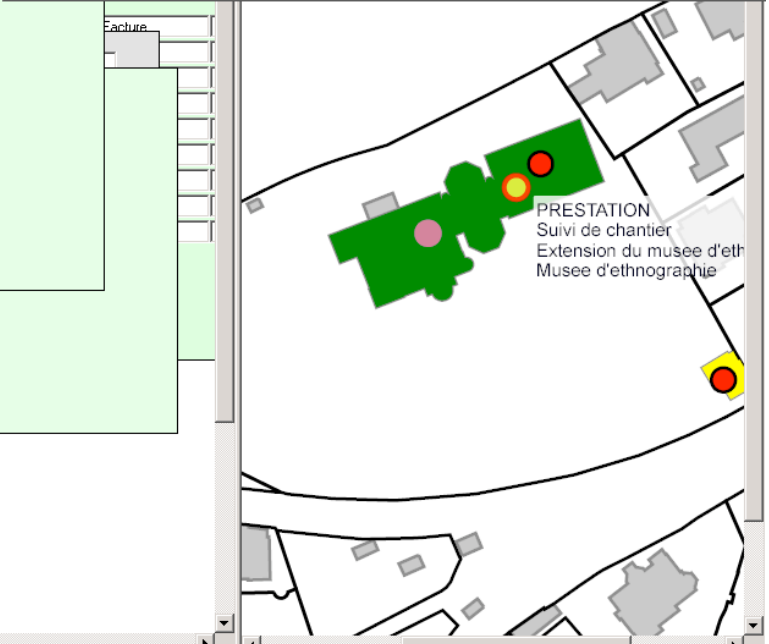 Facture
PRESTATION
Suivi de chantier
Extension du musee d'eth
Musee d'ethnographie